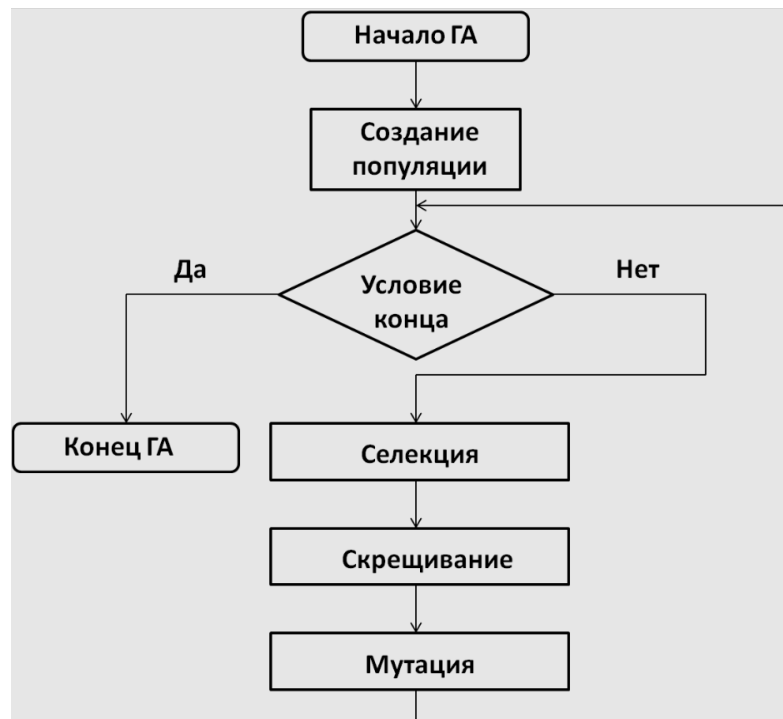 Начало ГА
Создание
популяции
Да
Нет
Условие
конца
Конец ГА
Селекция
Скрещивание
Мутация